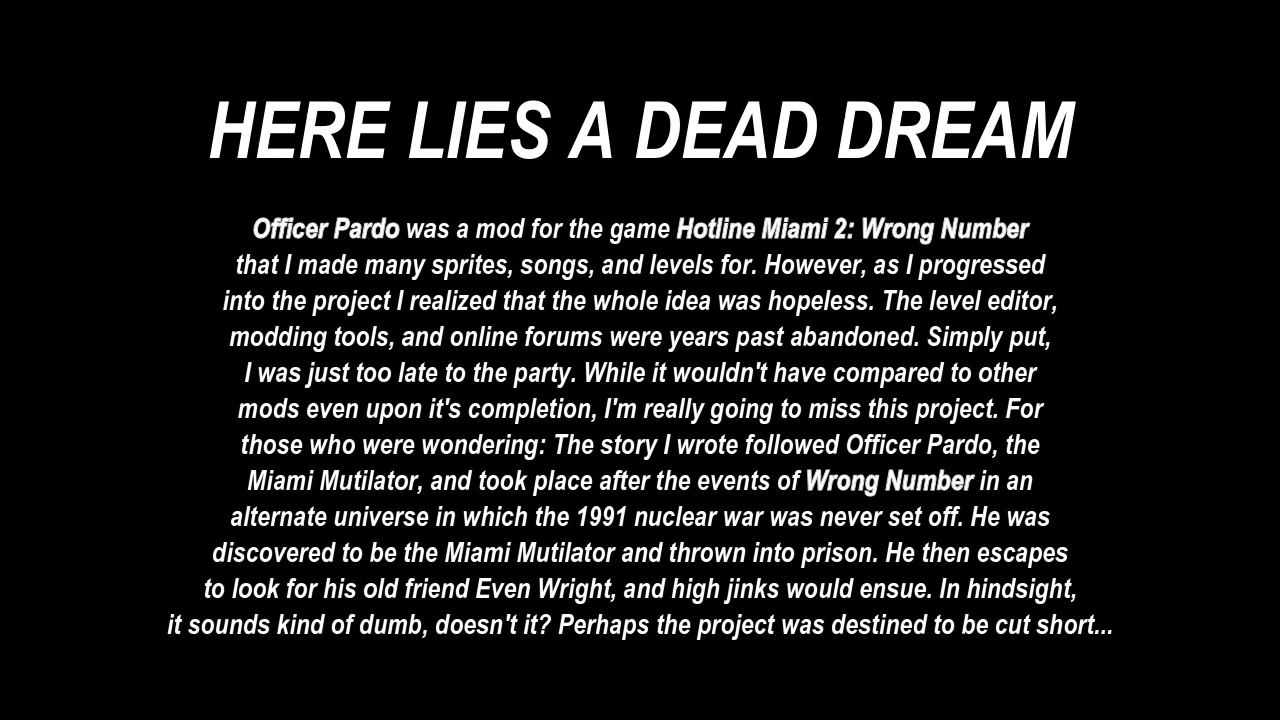 HERE LIES A DEAD DREAM
Officer Pardo was a mod for the game Hotline Miami 2: Wrong Number
that I made many sprites, songs, and levels for. However, as I progressed
into the project I realized that the whole idea was hopeless. The level editor,
modding tools, and online forums were years past abandoned. Simply put,
I was just too late to the party. While it wouldn't have compared to other
mods even upon it's completion, I'm really going to miss this project. For
those who were wondering: The story I wrote followed Officer Pardo, the
Miami Mutilator, and took place after the events of Wrong Number in an
alternate universe in which the 1991 nuclear war was never set off. He was
discovered to be the Miami Mutilator and thrown into prison. He then escapes
to look for his old friend Even Wright, and high jinks would ensue. In hindsight,
it sounds kind of dumb, doesn't it? Perhaps the project was destined to be cut short...